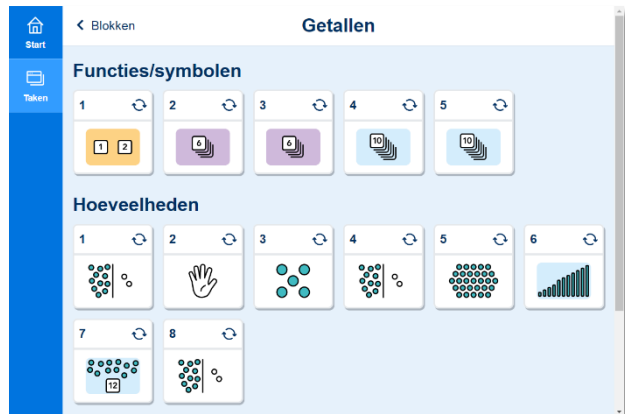 Start
Taken
Blokken
Getallen
Functies/symbolen
1 2 3 4 5
1 2 6 6 10 10
Hoeveelheden
1 2 3 4 5 6
7 8
12